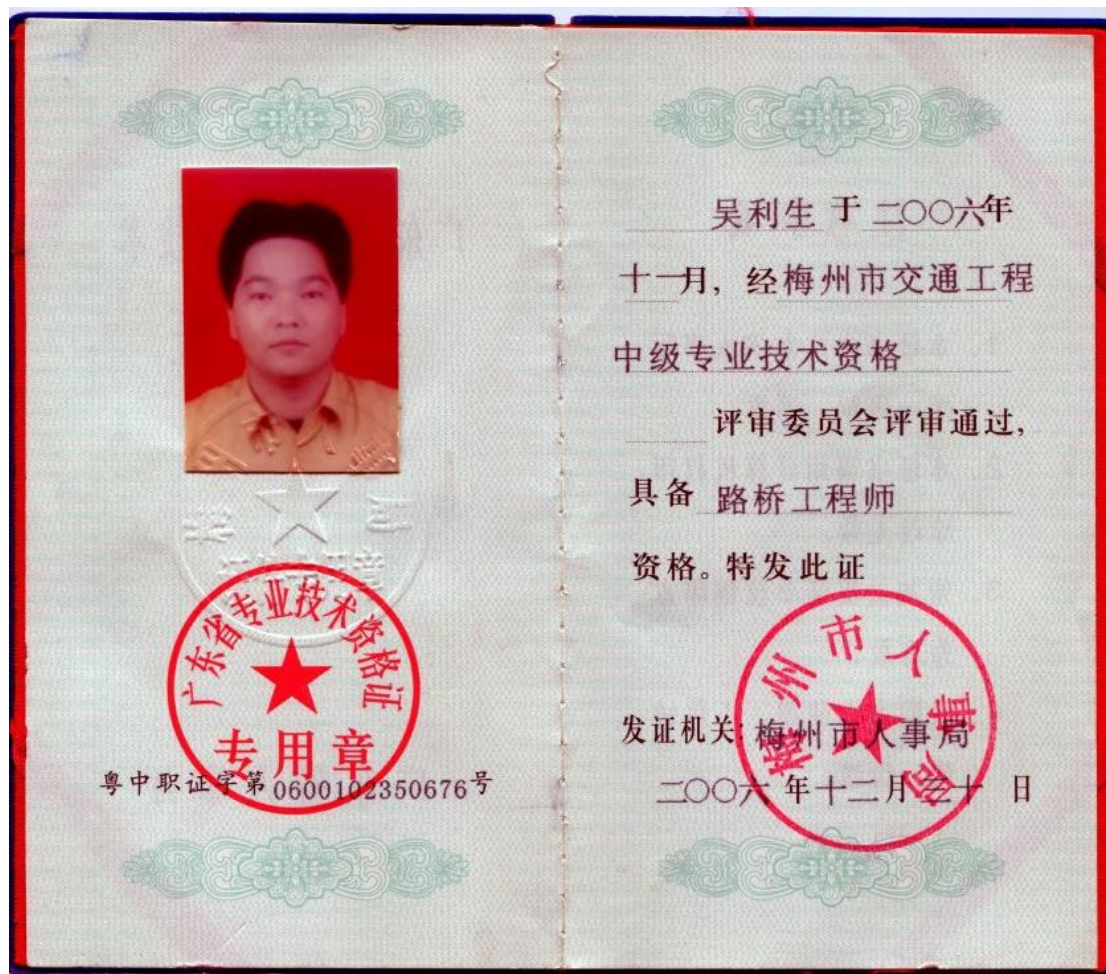 广东省专业技术资格证
专用章
粤中职证字第0600102350676号
吴利生 于 二〇〇六年
十一月，经梅州市交通工程
中级专业技术资格
评审委员会评审通过，
具备 路桥工程师
资格。特发此证
梅州市人事局
发证机关：梅州市人事局
二〇〇六年十二月三十日